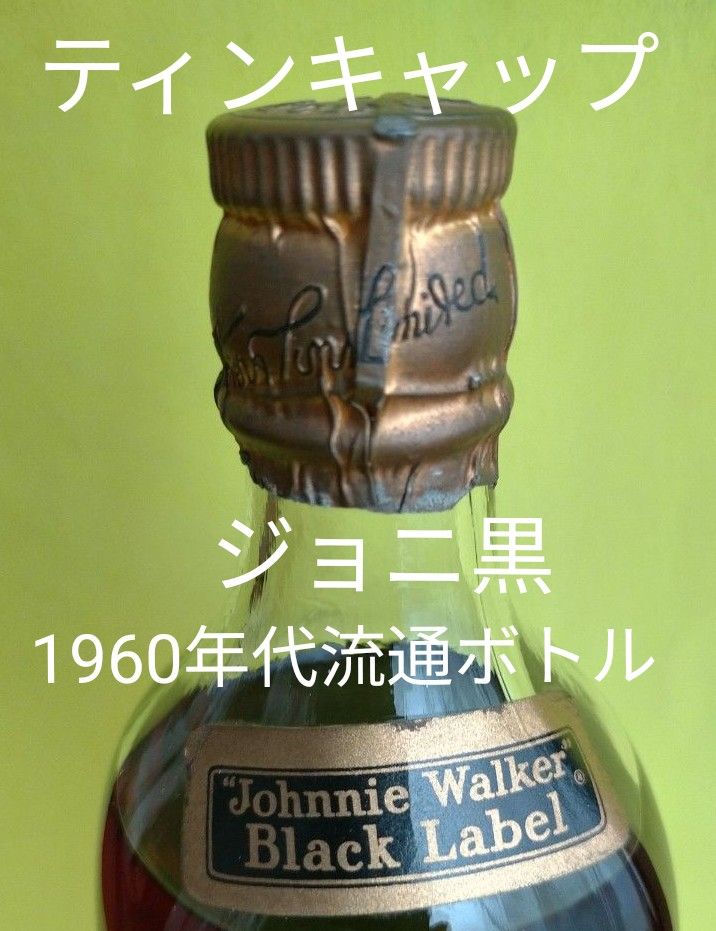 ティンキャップ
Limited.
ジョニ黒
1960年代流通ボトル
"Johnnie Walker"®
Black Label